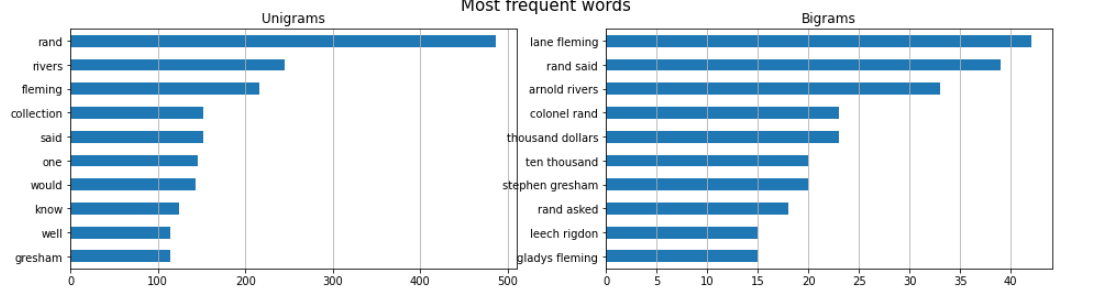 Most frequent words
Unigrams
rand
rivers
fleming
collection
said
one
would
know
well
gresham
0 100 200 300 400 500
Bigrams
lane fleming
rand said
arnold rivers
colonel rand
thousand dollars
ten thousand
stephen gresham
rand asked
leech rigdon
gladys fleming
0 5 10 15 20 25 30 35 40